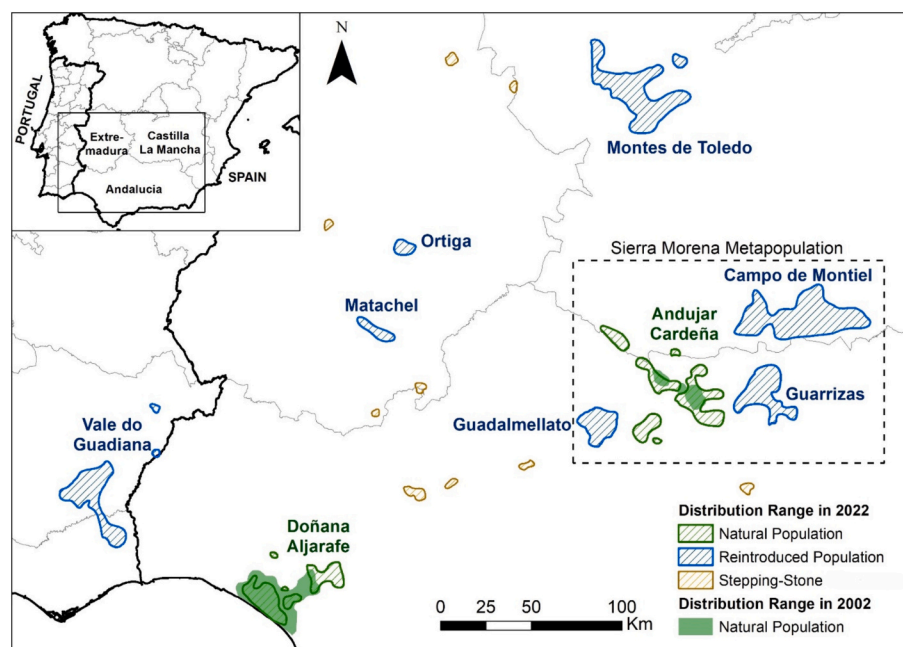 PORTUGAL
Extre-
madura
Castilla
La Mancha
SPAIN
Andalucia
N
Montes de Toledo
Ortiga
Matachel
Sierra Morena Metapopulation
Campo de Montiel
Andujar
Cardeña
Guarrizas
Guadalmellato
Vale do
Guadiana
Doñana
Aljarafe
Distribution Range in 2022
Natural Population
Reintroduced Population
Stepping-Stone
Distribution Range in 2002
Natural Population
0 25 50 100
Km